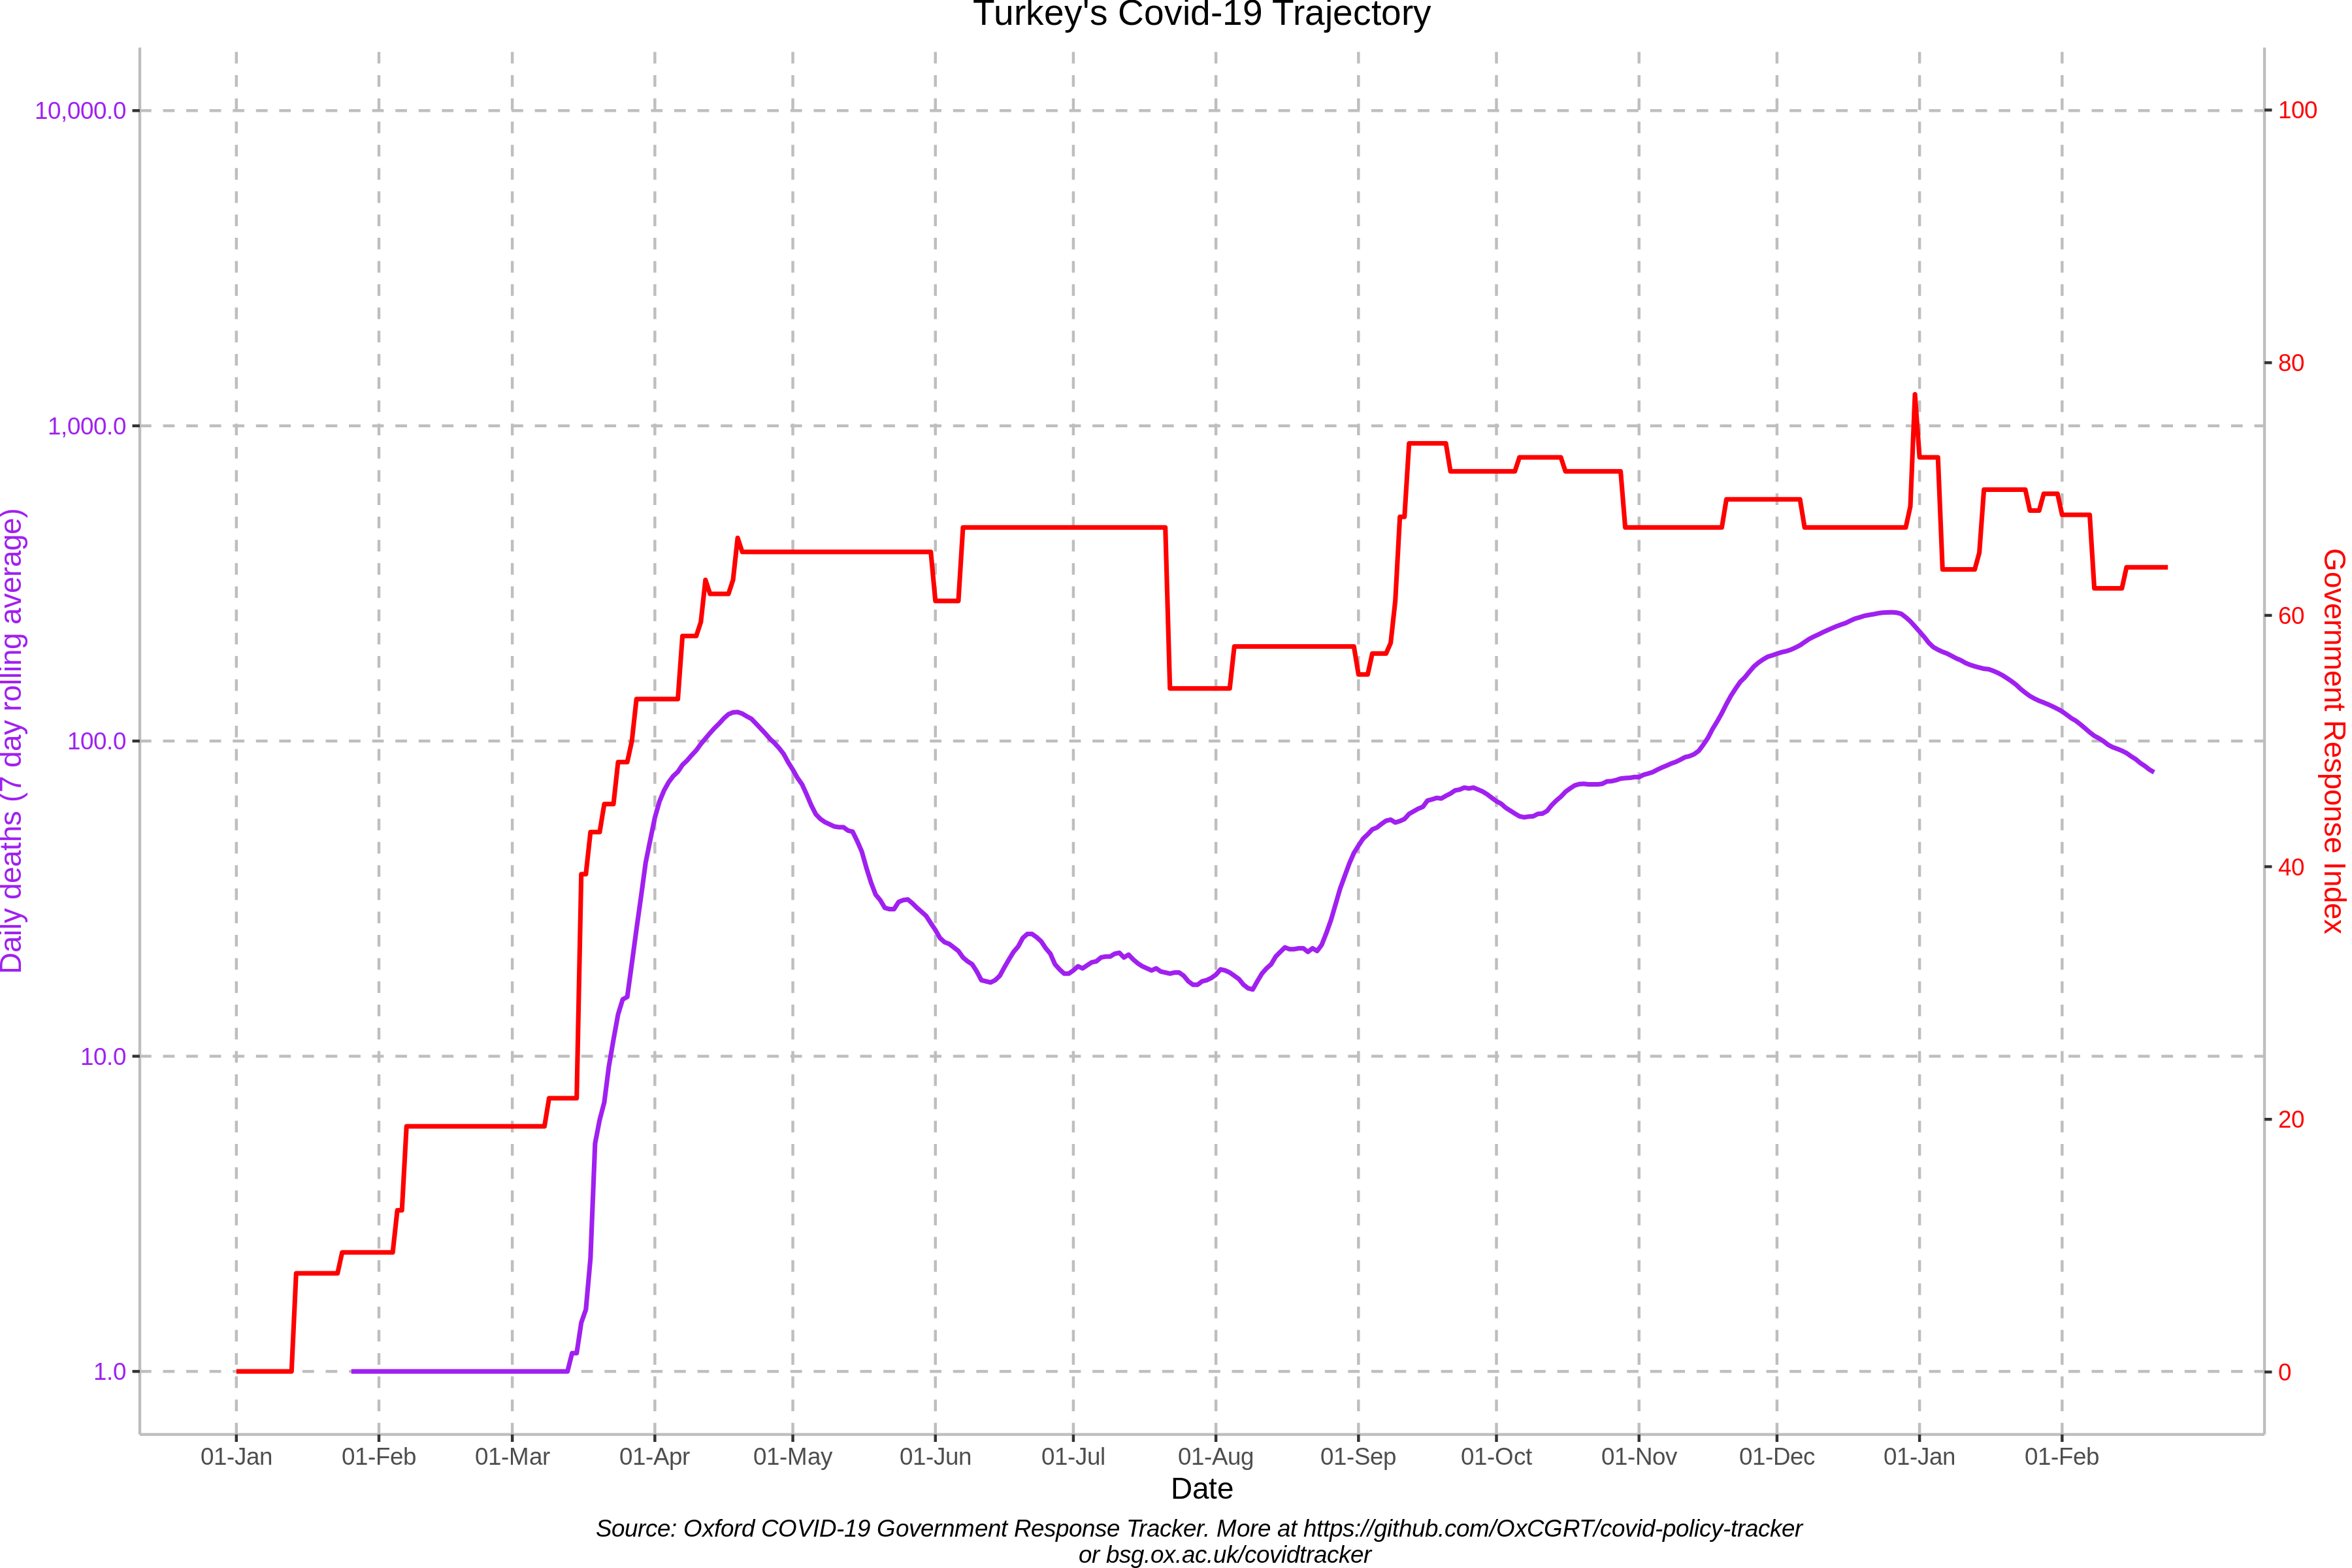 Turkey's Covid-19 Trajectory
10,000.0
1,000.0
100.0
10.0
1.0
Daily deaths (7 day rolling average)
100
80
60
40
20
0
Government Response Index
01-Jan 01-Feb 01-Mar 01-Apr 01-May 01-Jun 01-Jul 01-Aug 01-Sep 01-Oct 01-Nov 01-Dec 01-Jan 01-Feb
Date
Source: Oxford COVID-19 Government Response Tracker. More at https://github.com/OxCGRT/covid-policy-tracker
or bsg.ox.ac.uk/covidtracker